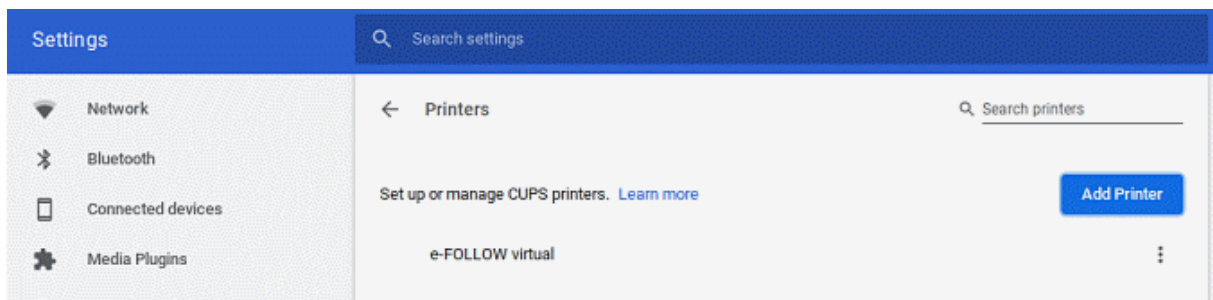 Settings
Search settings
Network
Bluetooth
Connected devices
Media Plugins
Printers
Search printers
Set up or manage CUPS printers. Learn more
Add Printer
e-FOLLOW virtual